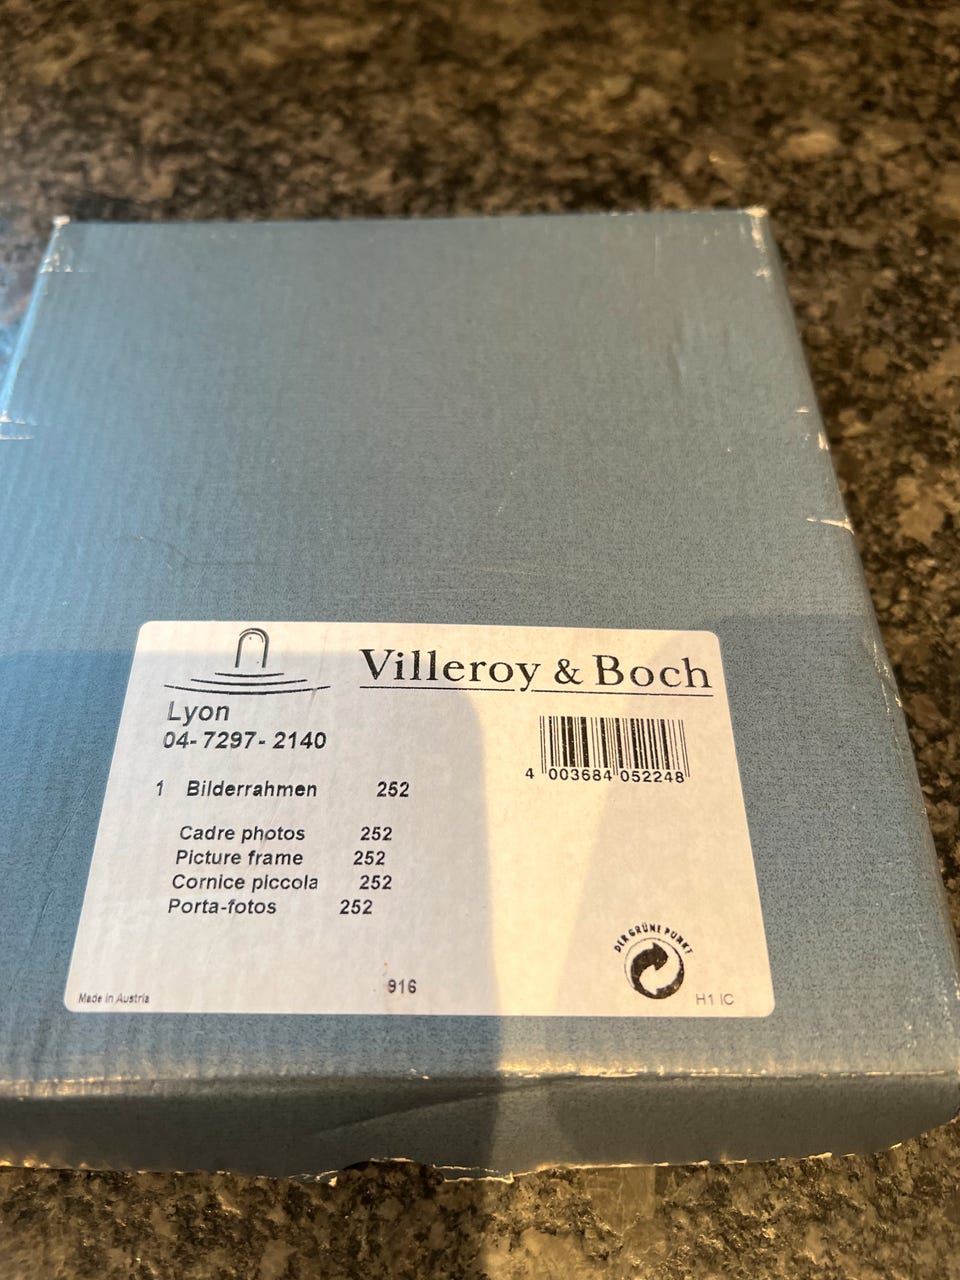 Villeroy & Boch
Lyon
04-7297-2140
4 003684 052248
1 Bilderrahmen 252
Cadre photos 252
Picture frame 252
Cornice piccola 252
Porta-fotos 252
DER GRÜNE PUNKT
916
Made in Austria
H1 IC